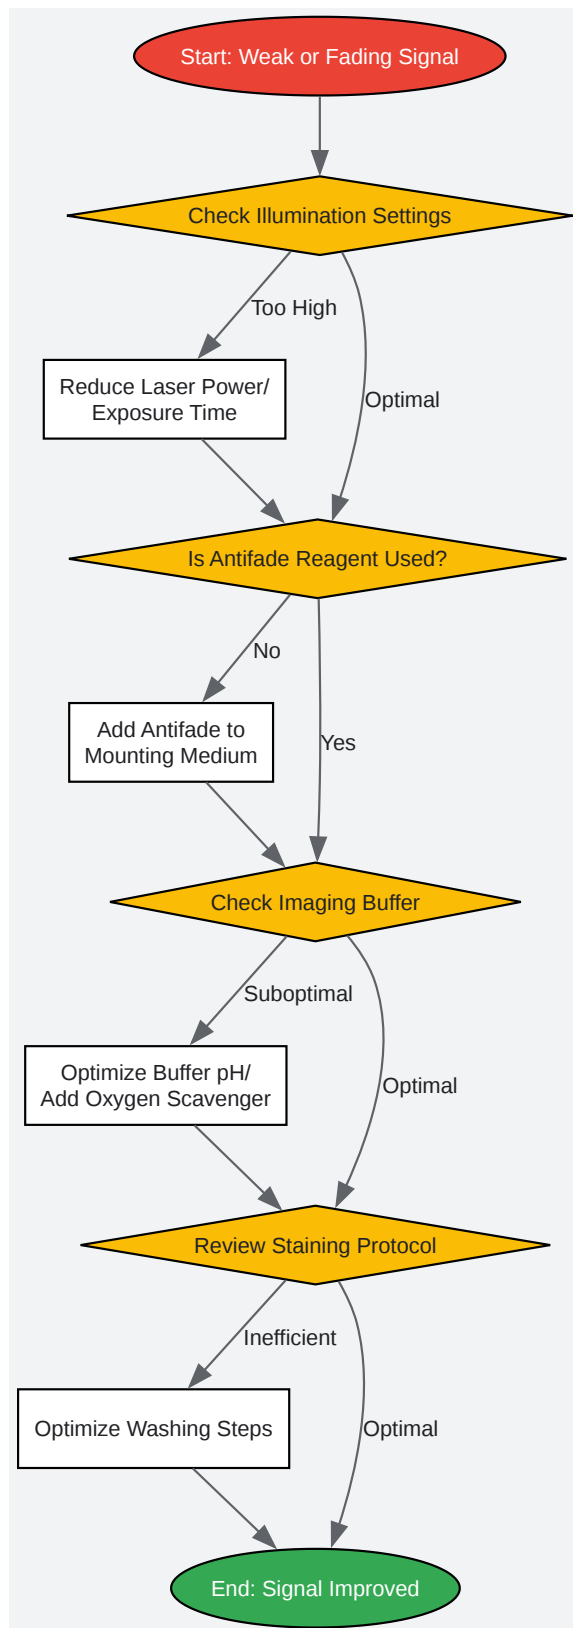 Start: Weak or Fading Signal
Check Illumination Settings
Too High
Reduce Laser Power/
Exposure Time
Optimal
Is Antifade Reagent Used?
No
Add Antifade to
Mounting Medium
Yes
Check Imaging Buffer
Suboptimal
Optimize Buffer pH/
Add Oxygen Scavenger
Optimal
Review Staining Protocol
Inefficient
Optimize Washing Steps
Optimal
End: Signal Improved